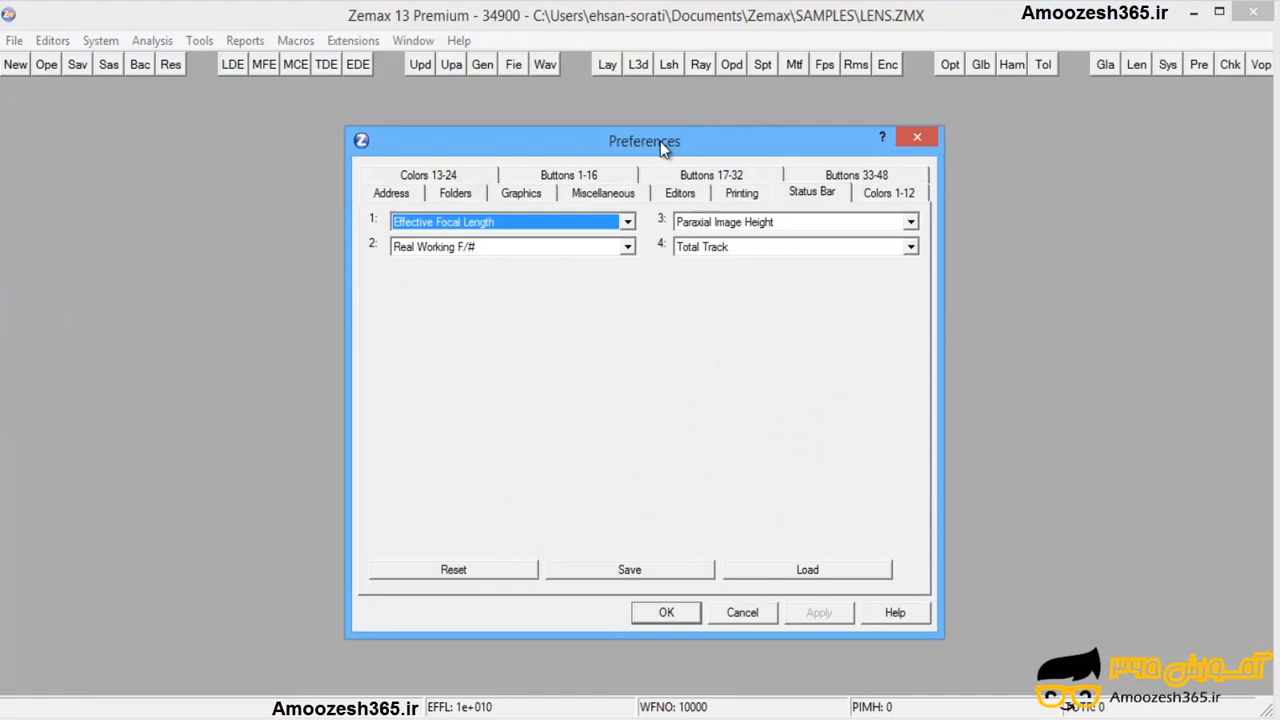 Zemax 13 Premium - 34900 - C:\Users\ehsan-sorati\Documents\Zemax\SAMPLES\LENS.ZMX
Amoozesh365.ir
File Editors System Analysis Tools Reports Macros Extensions Window Help
New Ope Sav Sas Bac Res LDE MFE MCE TDE EDE Upd Upa Gen Fie Wav Lay L3d Lsh Ray Opd Spt Mtf Fps Rms Enc Opt Glb Ham Tol Gla Len Sys Pre Chk Vop
Preferences
?
Colors 13-24 Buttons 1-16 Buttons 17-32 Buttons 33-48
Address Folders Graphics Miscellaneous Editors Printing Status Bar Colors 1-12
1: Effective Focal Length 3: Paraxial Image Height
2: Real Working F/# 4: Total Track
Reset Save Load
OK Cancel Apply Help
آموزش ۳۶۵
Amoozesh365.ir
Amoozesh365.ir EFFL: 1e+010 WFNO: 10000 PIMH: 0 TOTR: 0